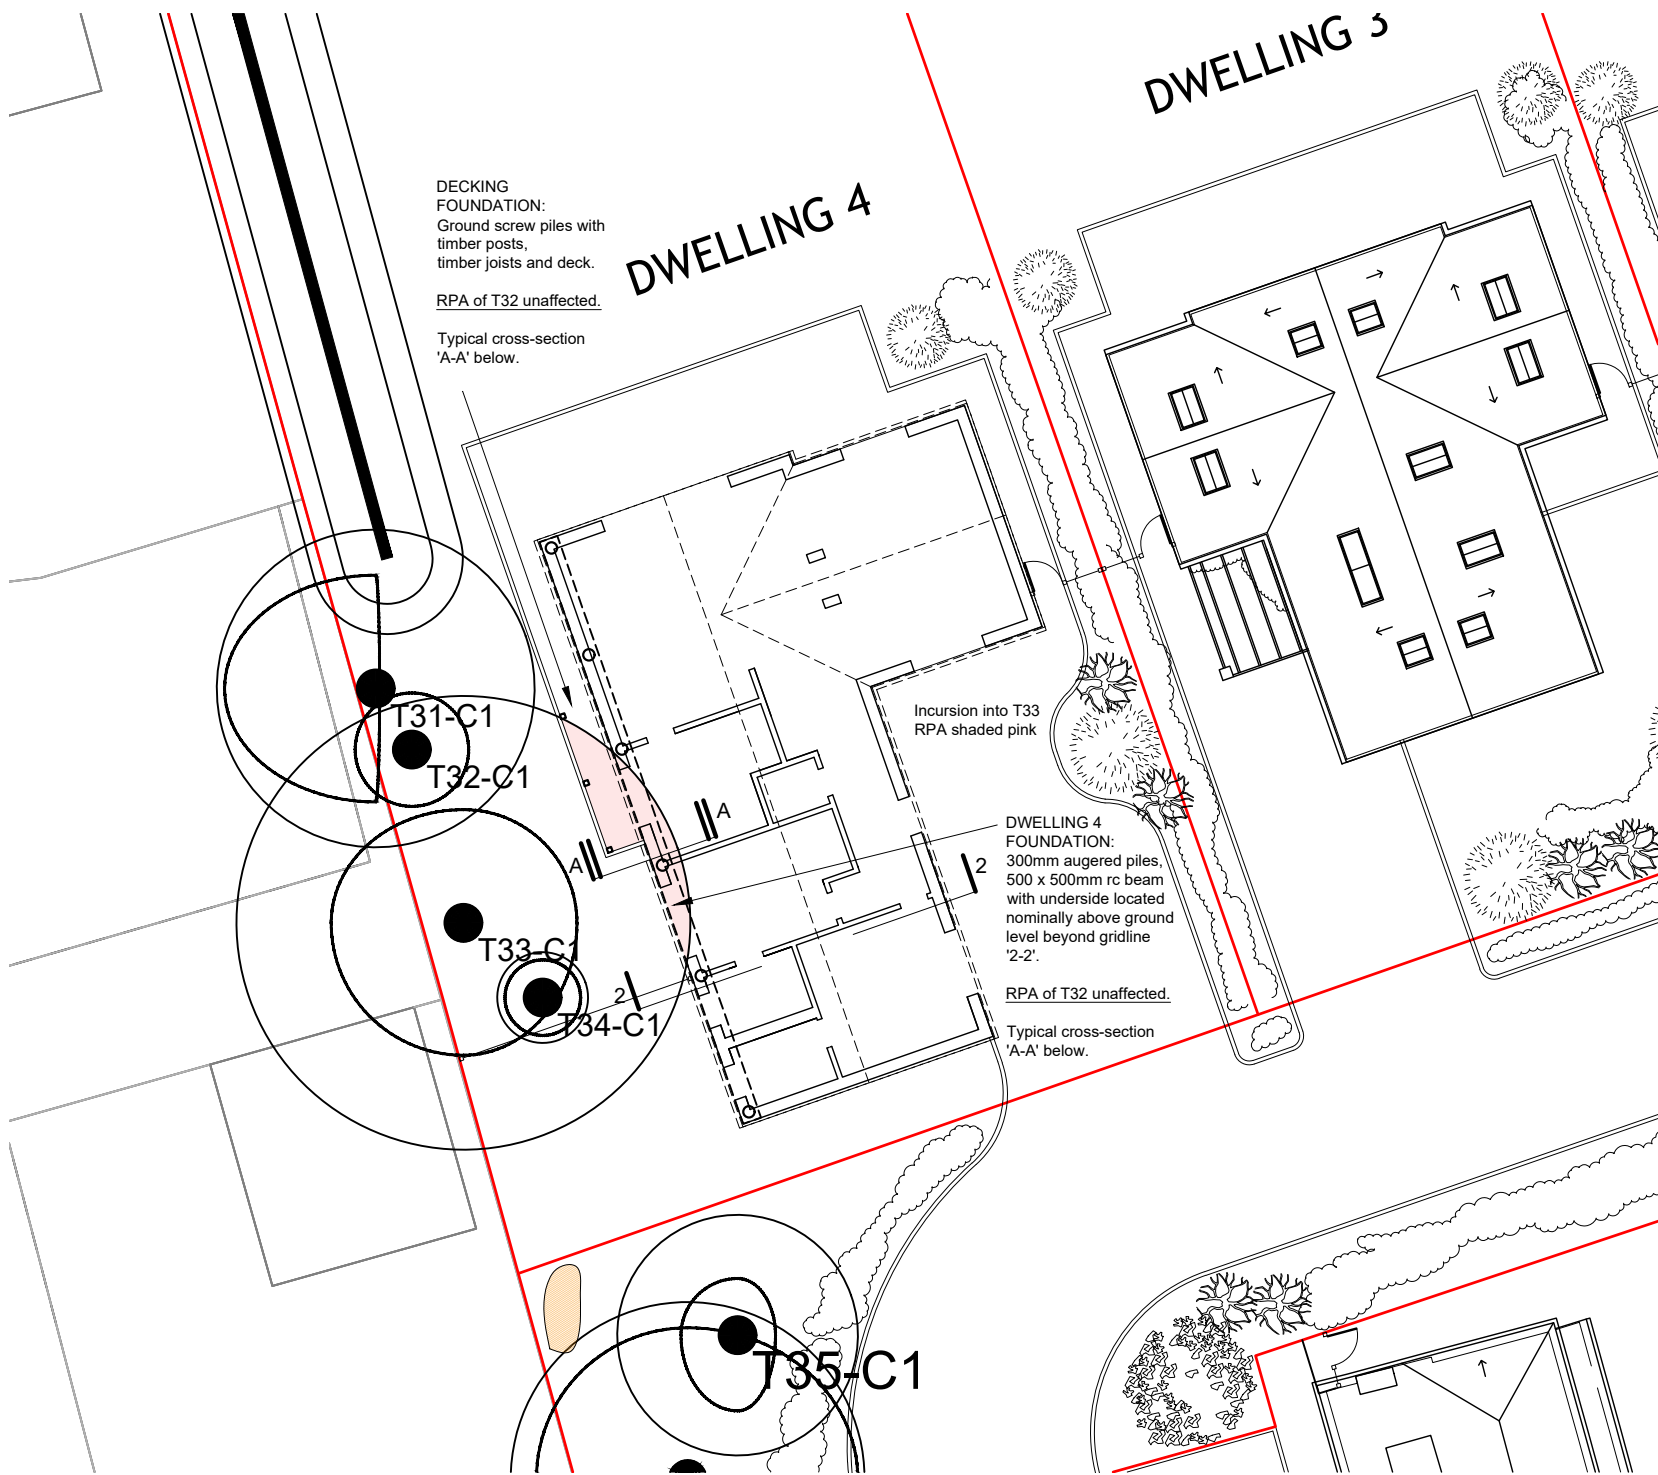 DWELLING 3
DECKING
FOUNDATION:
Ground screw piles with
timber posts,
timber joists and deck.
RPA of T32 unaffected.
Typical cross-section
'A-A' below.
DWELLING 4
T31-C1
T32-C1
Incursion into T33
RPA shaded pink
A
A
DWELLING 4
FOUNDATION:
300mm augered piles,
500 x 500mm rc beam
with underside located
nominally above ground
level beyond gridline
'2-2'.
RPA of T32 unaffected.
Typical cross-section
'A-A' below.
2
T33-C1
2
T34-C1
T35-C1